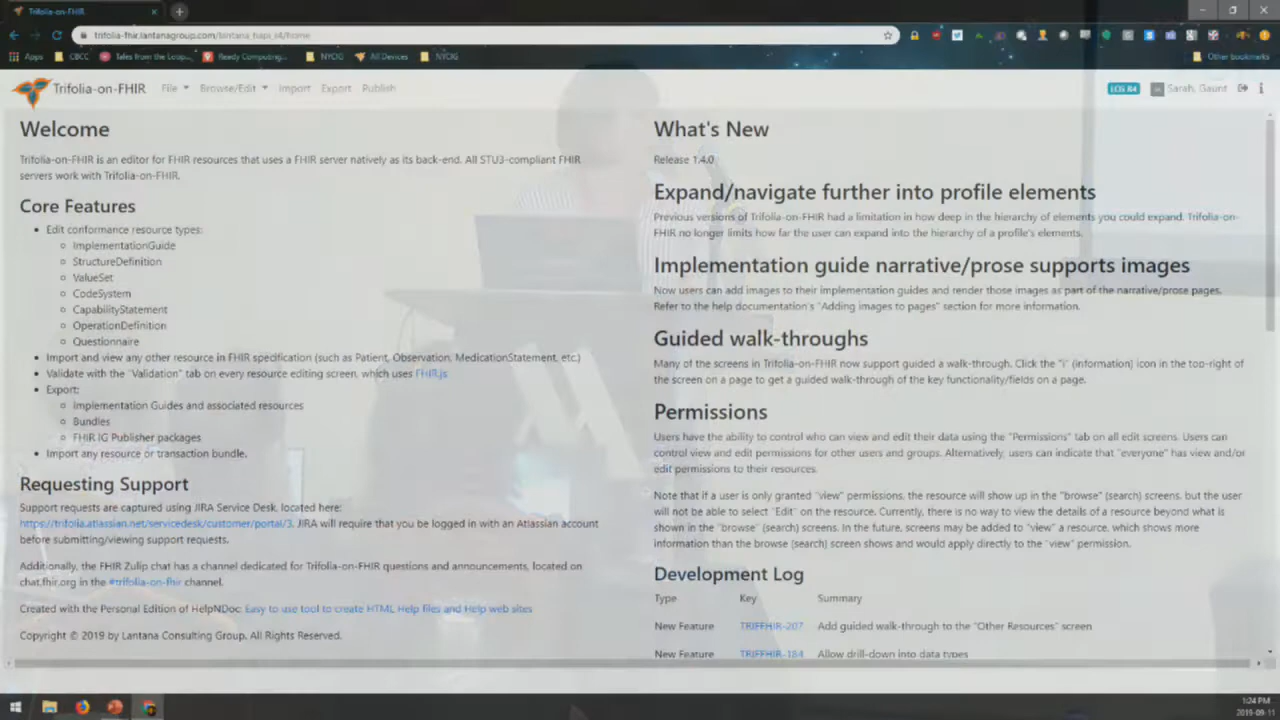 Trifolia-on-FHIR
trifolia-fhir.lantanagroup.com/lantana_hapi_r4/home
Apps CBCC Tales from the Loop... Ready Computing... NYCIG All Devices NYCIG Other bookmarks
Trifolia-on-FHIR File Browse/Edit Import Export Publish Sarah, Gaunt
Welcome
Trifolia-on-FHIR is an editor for FHIR resources that uses a FHIR server natively as its back-end. All STU3-compliant FHIR
servers work with Trifolia-on-FHIR.
Core Features
Edit conformance resource types:
ImplementationGuide
StructureDefinition
ValueSet
CodeSystem
CapabilityStatement
OperationDefinition
Questionnaire
Import and view any other resource in FHIR specification (such as Patient, Observation, MedicationStatement, etc.)
Validate with the "Validation" tab on every resource editing screen, which uses FHIR.js
Export:
Implementation Guides and associated resources
Bundles
FHIR IG Publisher packages
Import any resource or transaction bundle.
Requesting Support
Support requests are captured using JIRA Service Desk, located here:
https://trifolia.atlassian.net/servicedesk/customer/portal/3. JIRA will require that you logged in with an Atlassian account
before submitting/viewing support requests.
Additionally, the FHIR Zulip chat has a channel dedicated for Trifolia-on-FHIR questions and announcements, located on
chat.fhir.org in the #trifolia-on-fhir channel.
Created with the Personal Edition of HelpNDoc: Easy to use tool to create HTML Help files and Help web sites
Copyright © 2019 by Lantana Consulting Group. All Rights Reserved.
What's New
Release 1.4.0
Expand/navigate further into profile elements
Previous versions of Trifolia-on-FHIR had a limitation in how deep in the hierarchy of elements you could expand. Trifolia-on-
FHIR no longer limits how far the user can expand into the hierarchy of a profile's elements.
Implementation guide narrative/prose supports images
Now users can add images to their implementation guides and render those images as part of the narrative/prose pages.
Refer to the help documentation's "Adding images to pages" section for more information.
Guided walk-throughs
Many of the screens in Trifolia-on-FHIR now support guided a walk-through. Click the "i" (information) icon in the top-right of
the screen on a page to get a guided walk-through of the key functionality/fields on a page.
Permissions
Users have the ability to control who can view and edit their data using the "Permissions" tab on all edit screens. Users can
control view and edit permissions for other users and groups. Alternatively, users can indicate that "everyone" has view and/or
edit permissions to their resources.
Note that if a user is only granted "view" permissions, the resource will show up in the "browse" (search) screens, but the user
will not be able to select "Edit" on the resource. Currently, there is no way to view the details of a resource beyond what is
shown in the "browse" (search) screens. In the future, screens may be added to "view" a resource, which shows more
information than the browse (search) screen shows and would apply directly to the "view" permission.
Development Log
Type Key Summary
New Feature TRIFFHIR-207 Add guided walk-through to the "Other Resources" screen
New Feature TRIFFHIR-184 Allow drill-down into data types
1:24 PM
2019-09-11